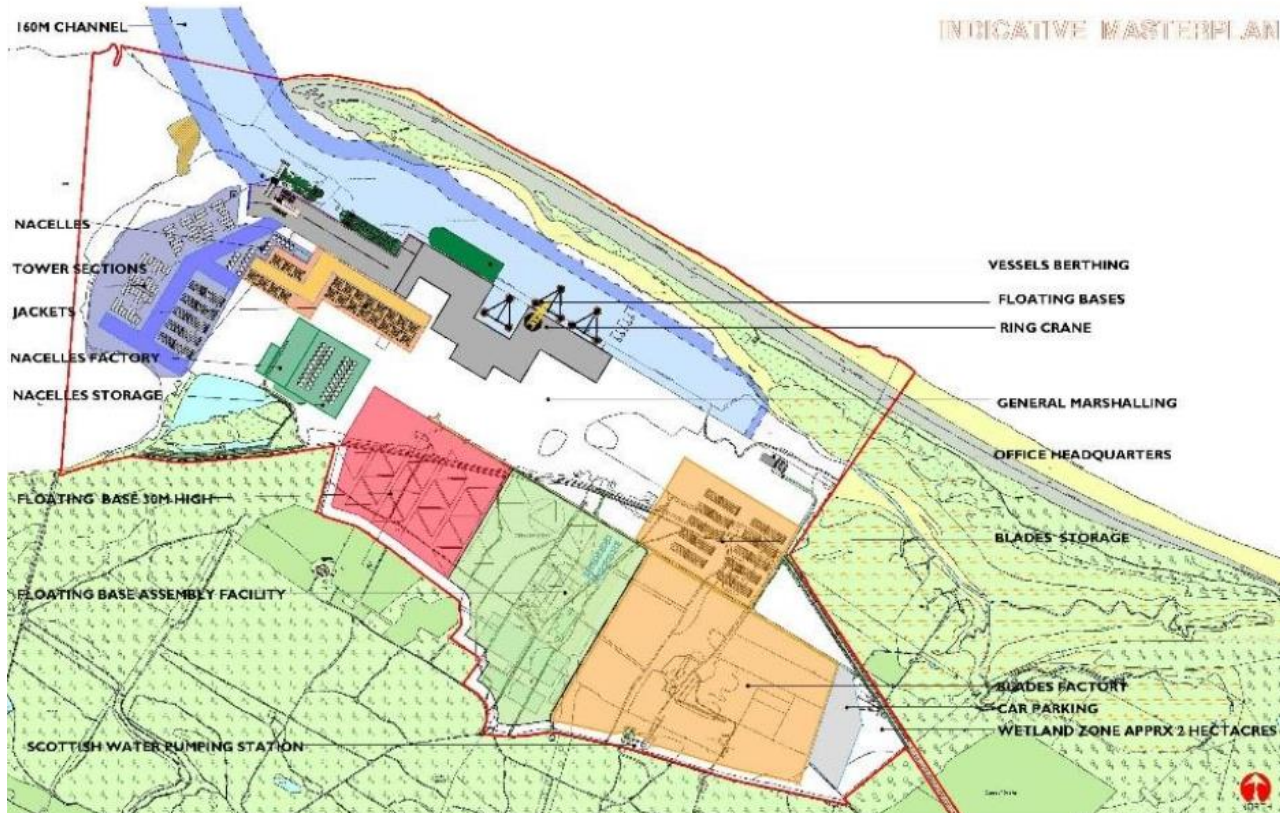 160M CHANNEL
INDICATIVE MASTERPLAN
NACELLES
TOWER SECTIONS
JACKETS
NACELLES FACTORY
NACELLES STORAGE
FLOATING BASE 30M HIGH
FLOATING BASE ASSEMBLY FACILITY
SCOTTISH WATER PUMPING STATION
VESSELS BERTHING
FLOATING BASES
RING CRANE
GENERAL MARSHALLING
OFFICE HEADQUARTERS
BLADES STORAGE
BLADES FACTORY
CAR PARKING
WETLAND ZONE APPRX 2 HECTACRES
NORTH